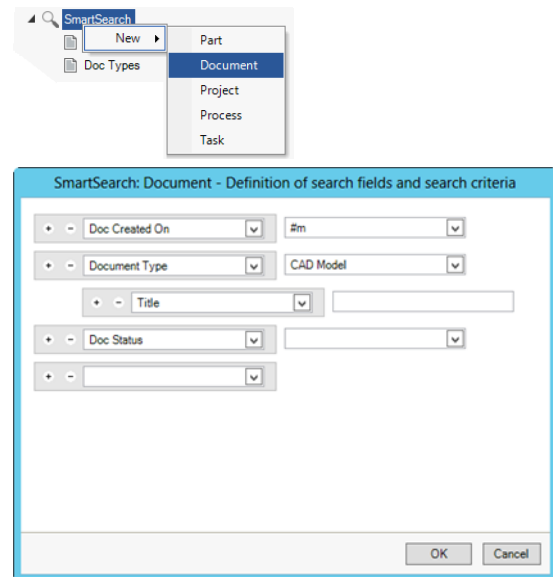 SmartSearch
New
Part
Doc Types
Document
Project
Process
Task
SmartSearch: Document - Definition of search fields and search criteria
+ - Doc Created On #m
+ - Document Type CAD Model
+ - Title
+ - Doc Status
+ -
OK Cancel